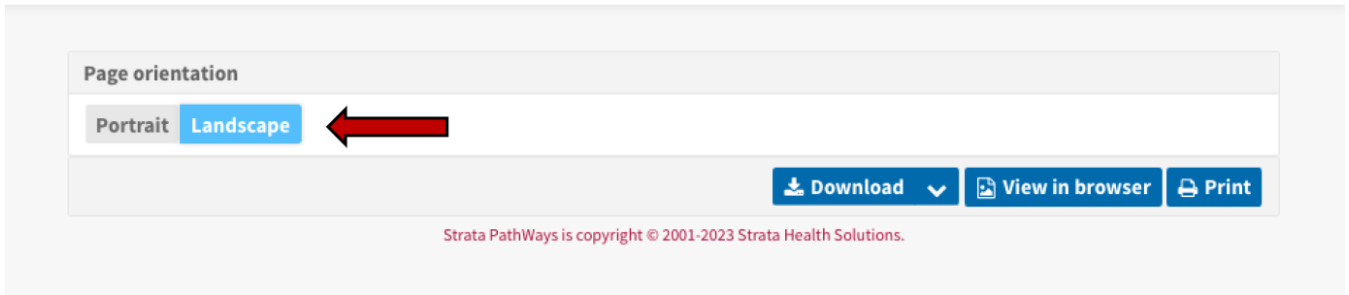 Page orientation
Portrait Landscape
Download View in browser Print
Strata PathWays is copyright © 2001-2023 Strata Health Solutions.